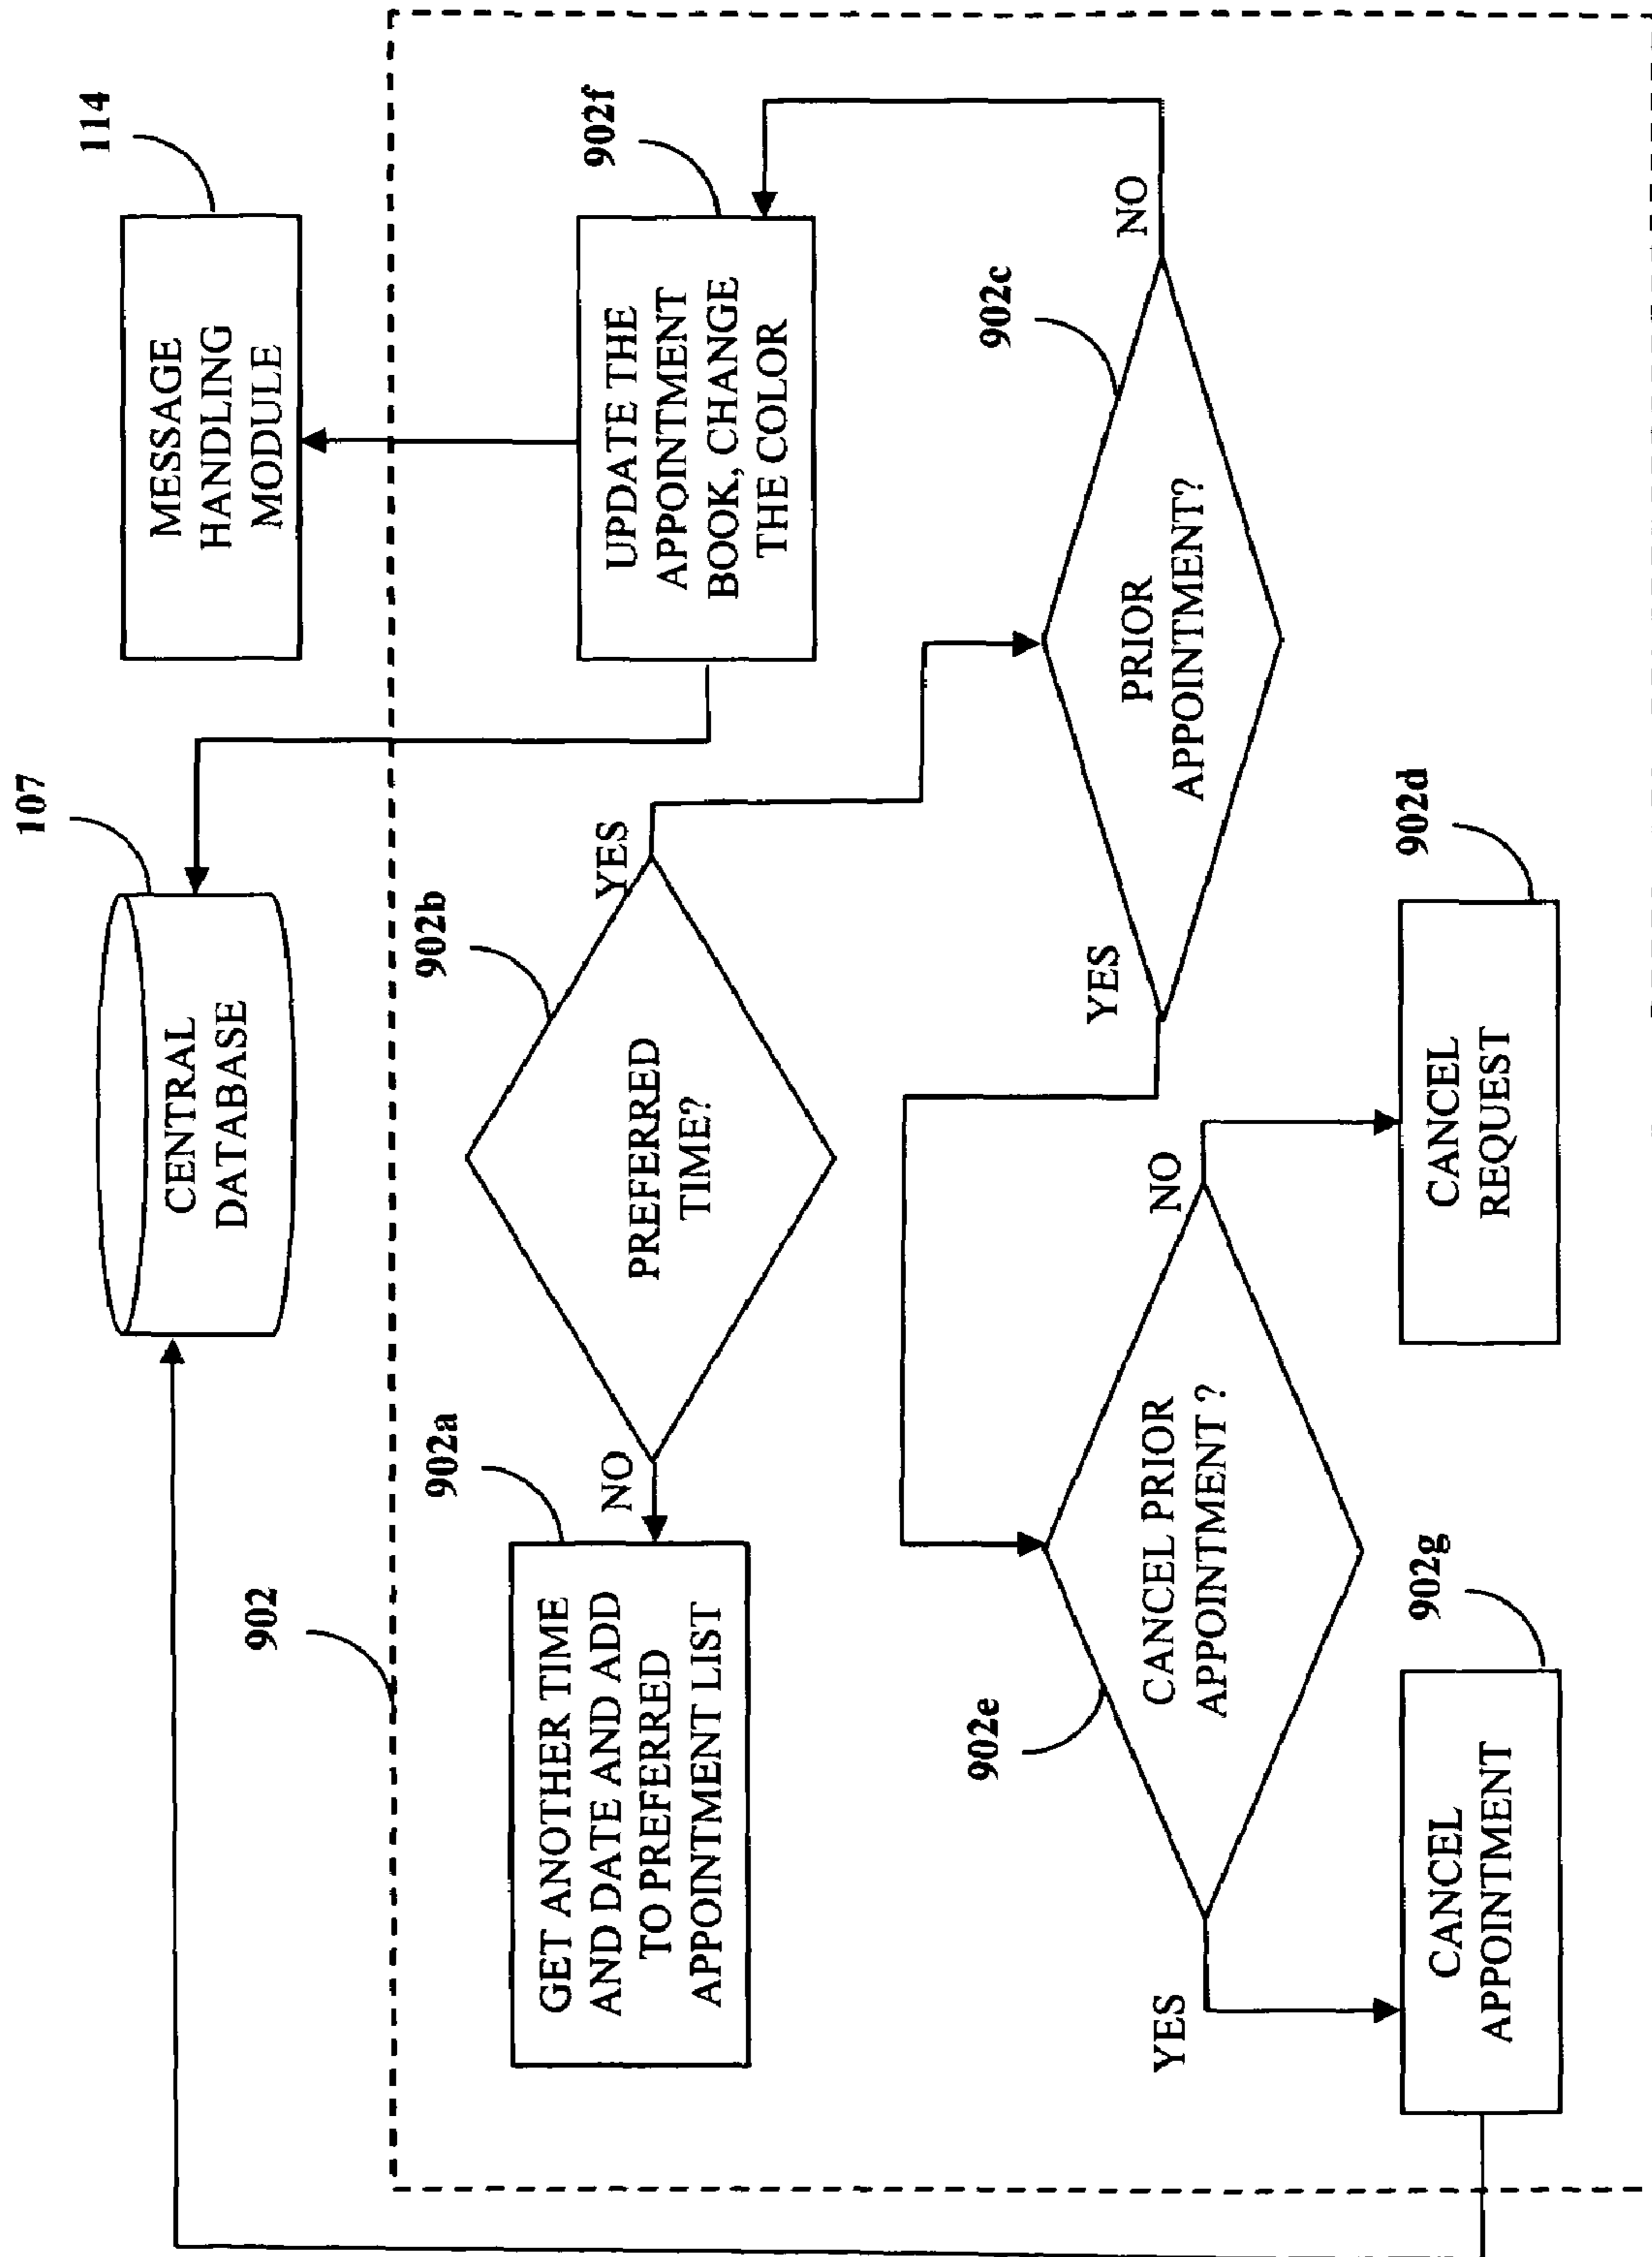 107
114
CENTRAL
DATABASE
MESSAGE
HANDLING
MODULE
902
902a
902b
902f
GET ANOTHER TIME
AND DATE AND ADD
TO PREFERRED
APPOINTMENT LIST
NO
PREFERRED
TIME?
YES
UPDATE THE
APPOINTMENT
BOOK, CHANGE
THE COLOR
902e
902c
CANCEL PRIOR
APPOINTMENT ?
YES
NO
YES
PRIOR
APPOINTMENT?
NO
902g
902d
CANCEL
APPOINTMENT
CANCEL
REQUEST